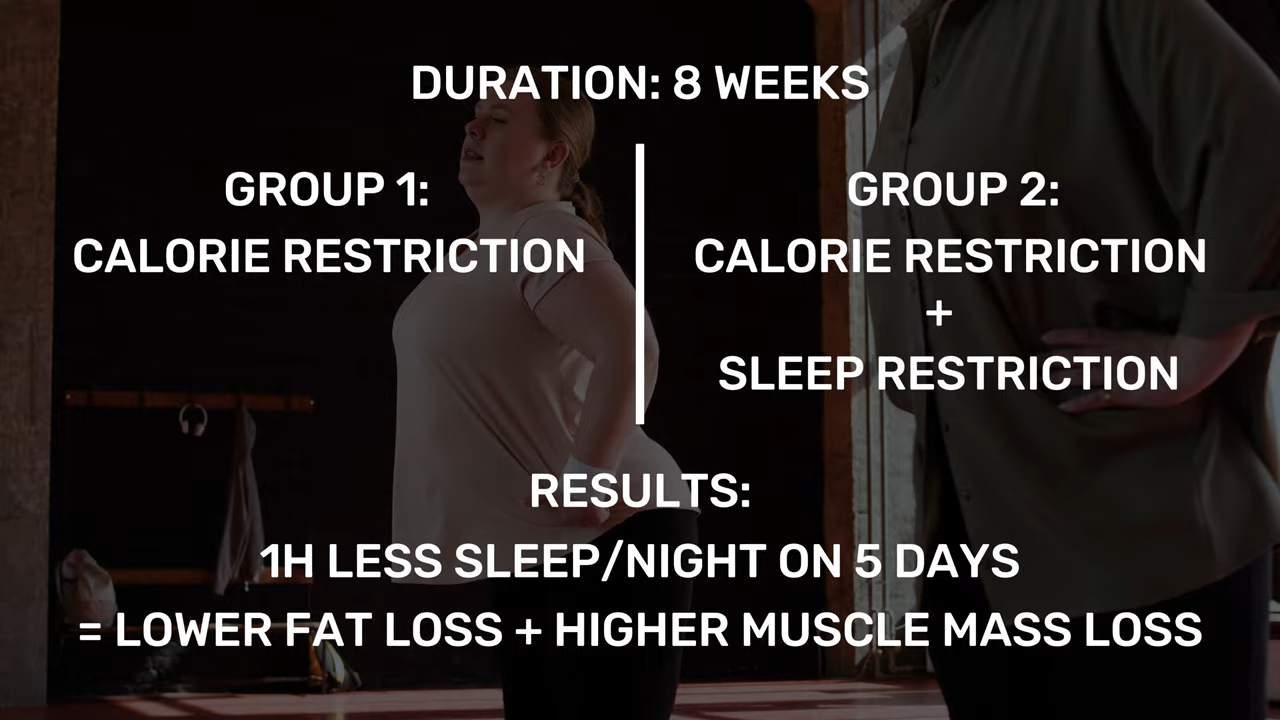 DURATION: 8 WEEKS
GROUP 1:
CALORIE RESTRICTION
GROUP 2:
CALORIE RESTRICTION
+
SLEEP RESTRICTION
RESULTS:
1H LESS SLEEP/NIGHT ON 5 DAYS
= LOWER FAT LOSS + HIGHER MUSCLE MASS LOSS